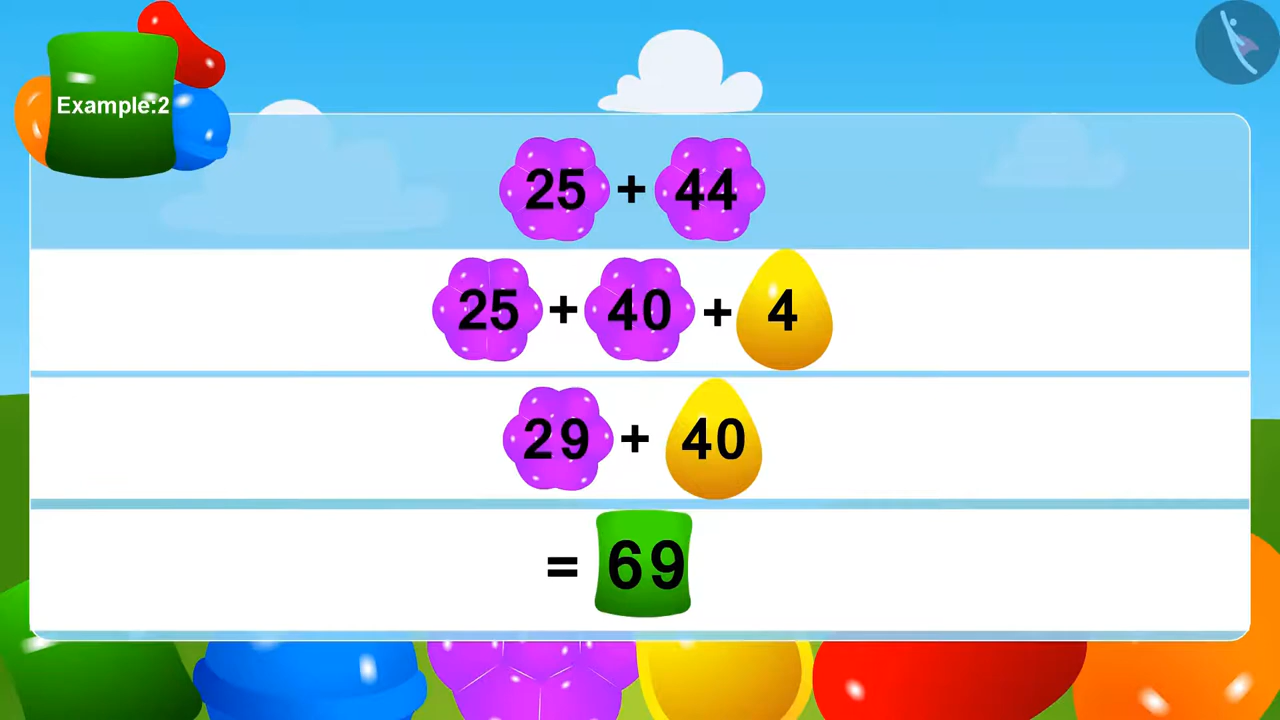 Example:2
25 + 44
25 + 40 + 4
29 + 40
= 69